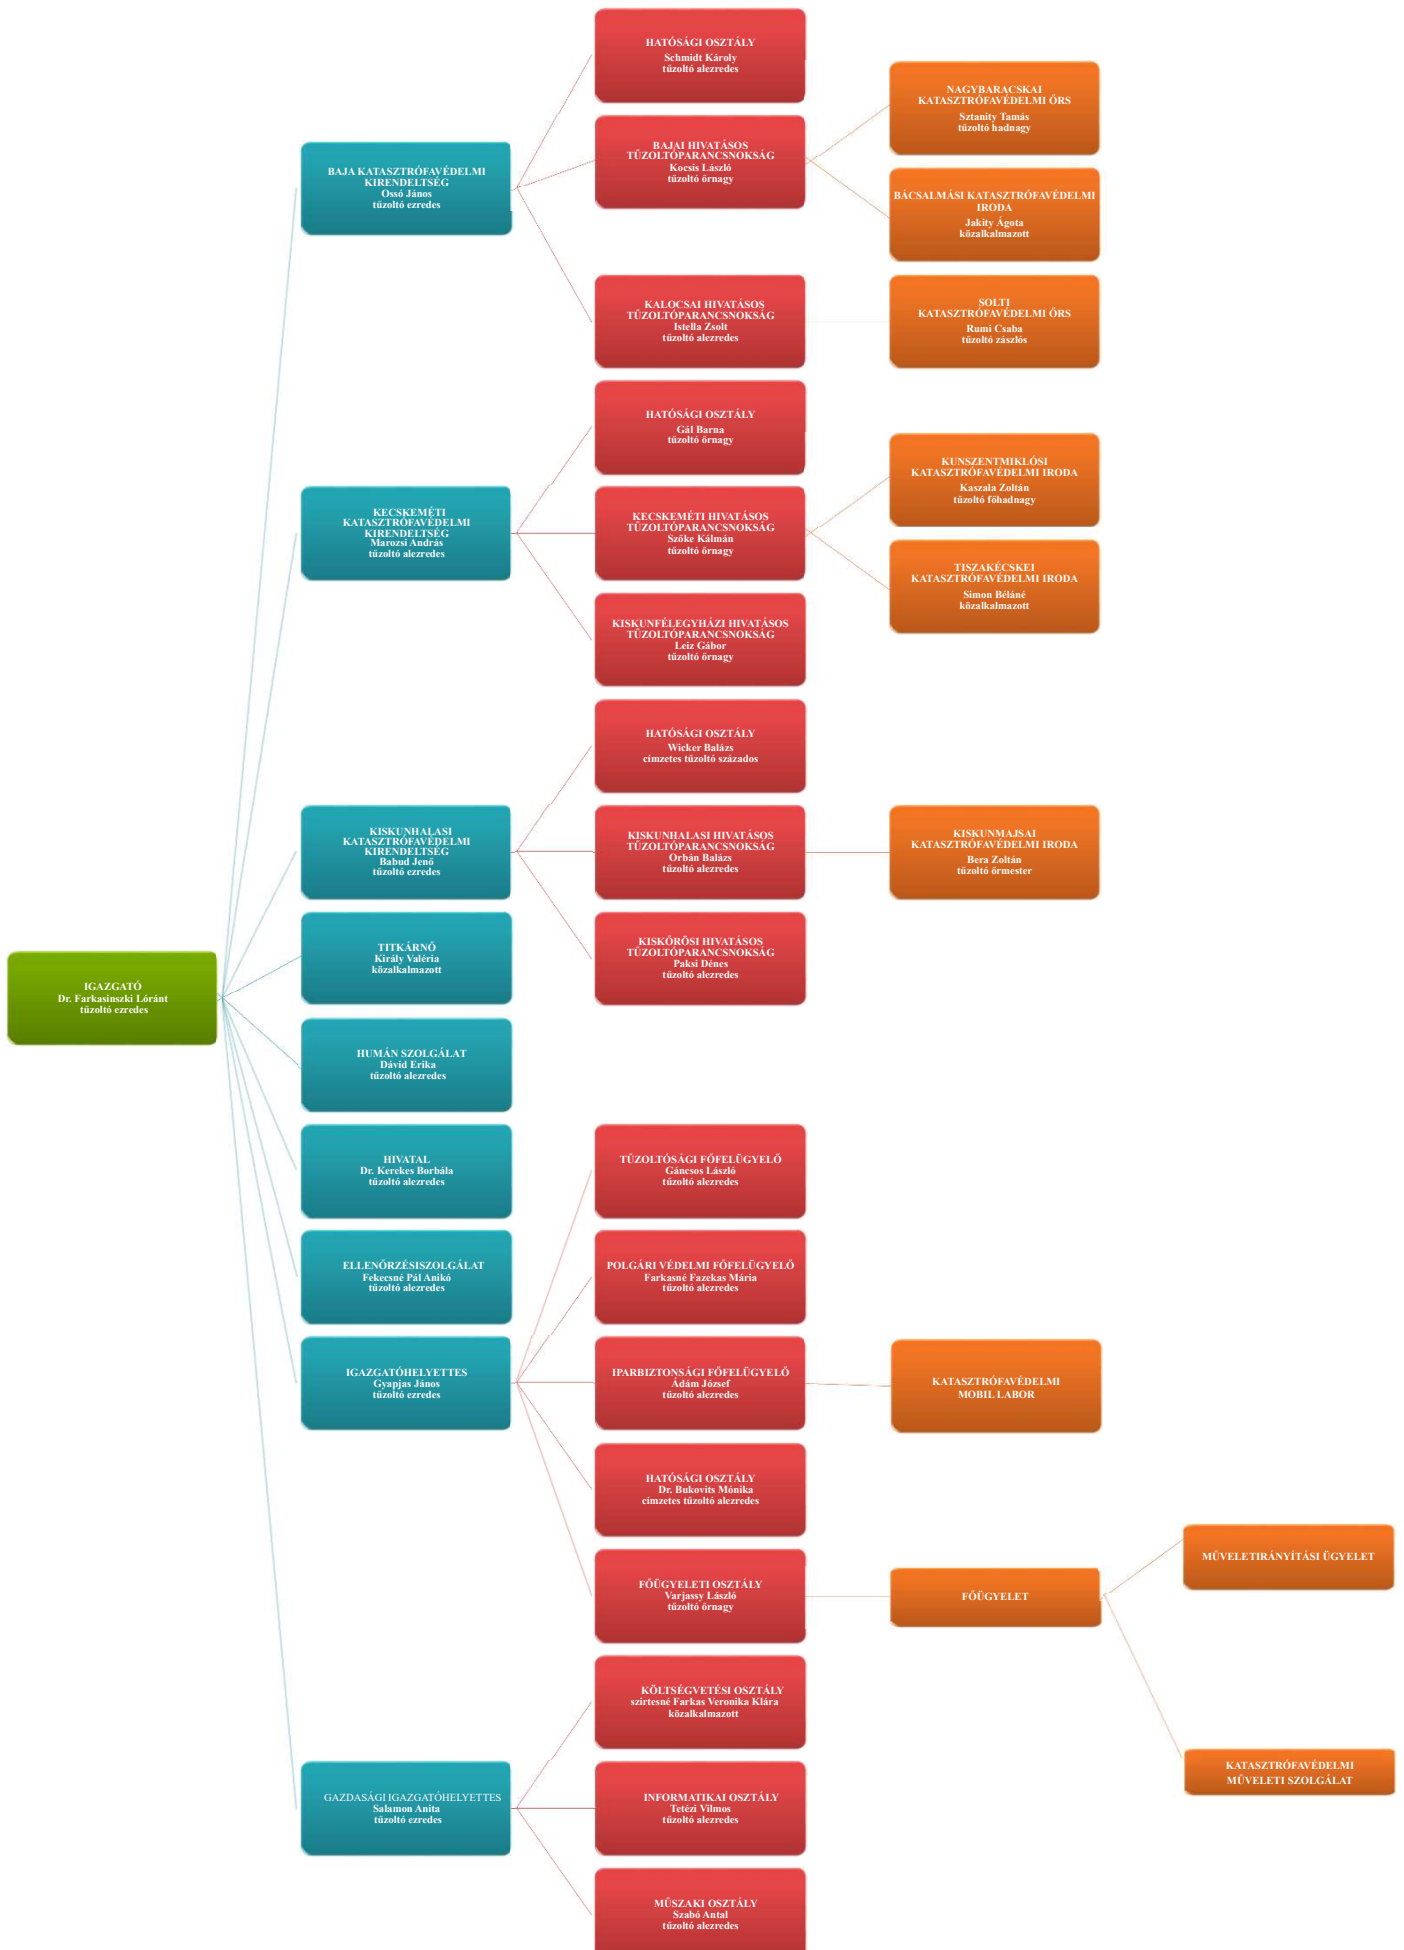 IGAZGATÓ
Dr. Farkasinszki Lóránt
tűzoltó ezredes
BAJA KATASZTRÓFAVÉDELMI
KIRENDELTSÉG
Ossó János
tűzoltó ezredes
HATÓSÁGI OSZTÁLY
Schmidt Károly
tűzoltó alezredes
BAJAI HIVATÁSOS
TŰZOLTÓPARANCSNOKSÁG
Kocsis László
tűzoltó őrnagy
NAGYBARACSKAI
KATASZTRÓFAVÉDELMI ŐRS
Sztanity Tamás
tűzoltó hadnagy
BÁCSALMÁSI KATASZTRÓFAVÉDELMI
IRODA
Jakity Ágota
közalkalmazott
KALOCSAI HIVATÁSOS
TŰZOLTÓPARANCSNOKSÁG
Istella Zsolt
tűzoltó alezredes
SOLTI
KATASZTRÓFAVÉDELMI ŐRS
Rumi Csaba
tűzoltó zászlós
KECSKEMÉTI
KATASZTRÓFAVÉDELMI
KIRENDELTSÉG
Marozsi András
tűzoltó alezredes
HATÓSÁGI OSZTÁLY
Gál Barna
tűzoltó őrnagy
KECSKEMÉTI HIVATÁSOS
TŰZOLTÓPARANCSNOKSÁG
Szőke Kálmán
tűzoltó őrnagy
KUNSZENTMIKLÓSI
KATASZTRÓFAVÉDELMI IRODA
Kaszala Zoltán
tűzoltó főhadnagy
TISZAKÉCSKEI
KATASZTRÓFAVÉDELMI IRODA
Simon Béláné
közalkalmazott
KISKUNFÉLEGYHÁZI HIVATÁSOS
TŰZOLTÓPARANCSNOKSÁG
Leiz Gábor
tűzoltó őrnagy
KISKUNHALASI
KATASZTRÓFAVÉDELMI
KIRENDELTSÉG
Babud Jenő
tűzoltó ezredes
HATÓSÁGI OSZTÁLY
Wicker Balázs
címzetes tűzoltó százados
KISKUNHALASI HIVATÁSOS
TŰZOLTÓPARANCSNOKSÁG
Orbán Balázs
tűzoltó alezredes
KISKUNMAJSAI
KATASZTRÓFAVÉDELMI IRODA
Bera Zoltán
tűzoltó őrmester
KISKŐRÖSI HIVATÁSOS
TŰZOLTÓPARANCSNOKSÁG
Paksi Dénes
tűzoltó alezredes
TITKÁRNŐ
Király Valéria
közalkalmazott
HUMÁN SZOLGÁLAT
Dávid Erika
tűzoltó alezredes
HIVATAL
Dr. Kerekes Borbála
tűzoltó alezredes
ELLENŐRZÉSISZOLGÁLAT
Fekecsné Pál Anikó
tűzoltó alezredes
IGAZGATÓHELYETTES
Gyapjas János
tűzoltó ezredes
TŰZOLTÓSÁGI FŐFELÜGYELŐ
Gáncsos László
tűzoltó alezredes
POLGÁRI VÉDELMI FŐFELÜGYELŐ
Farkasné Fazekas Mária
tűzoltó alezredes
IPARBIZTONSÁGI FŐFELÜGYELŐ
Ádám József
tűzoltó alezredes
KATASZTRÓFAVÉDELMI
MOBIL LABOR
HATÓSÁGI OSZTÁLY
Dr. Bukovits Mónika
címzetes tűzoltó alezredes
FŐÜGYELETI OSZTÁLY
Varjassy László
tűzoltó őrnagy
FŐÜGYELET
MŰVELETIRÁNYÍTÁSI ÜGYELET
KATASZTRÓFAVÉDELMI
MŰVELETI SZOLGÁLAT
GAZDASÁGI IGAZGATÓHELYETTES
Salamon Anita
tűzoltó ezredes
KÖLTSÉGVETÉSI OSZTÁLY
szirtesné Farkas Veronika Klára
közalkalmazott
INFORMATIKAI OSZTÁLY
Tetézi Vilmos
tűzoltó alezredes
MŰSZAKI OSZTÁLY
Szabó Antal
tűzoltó alezredes